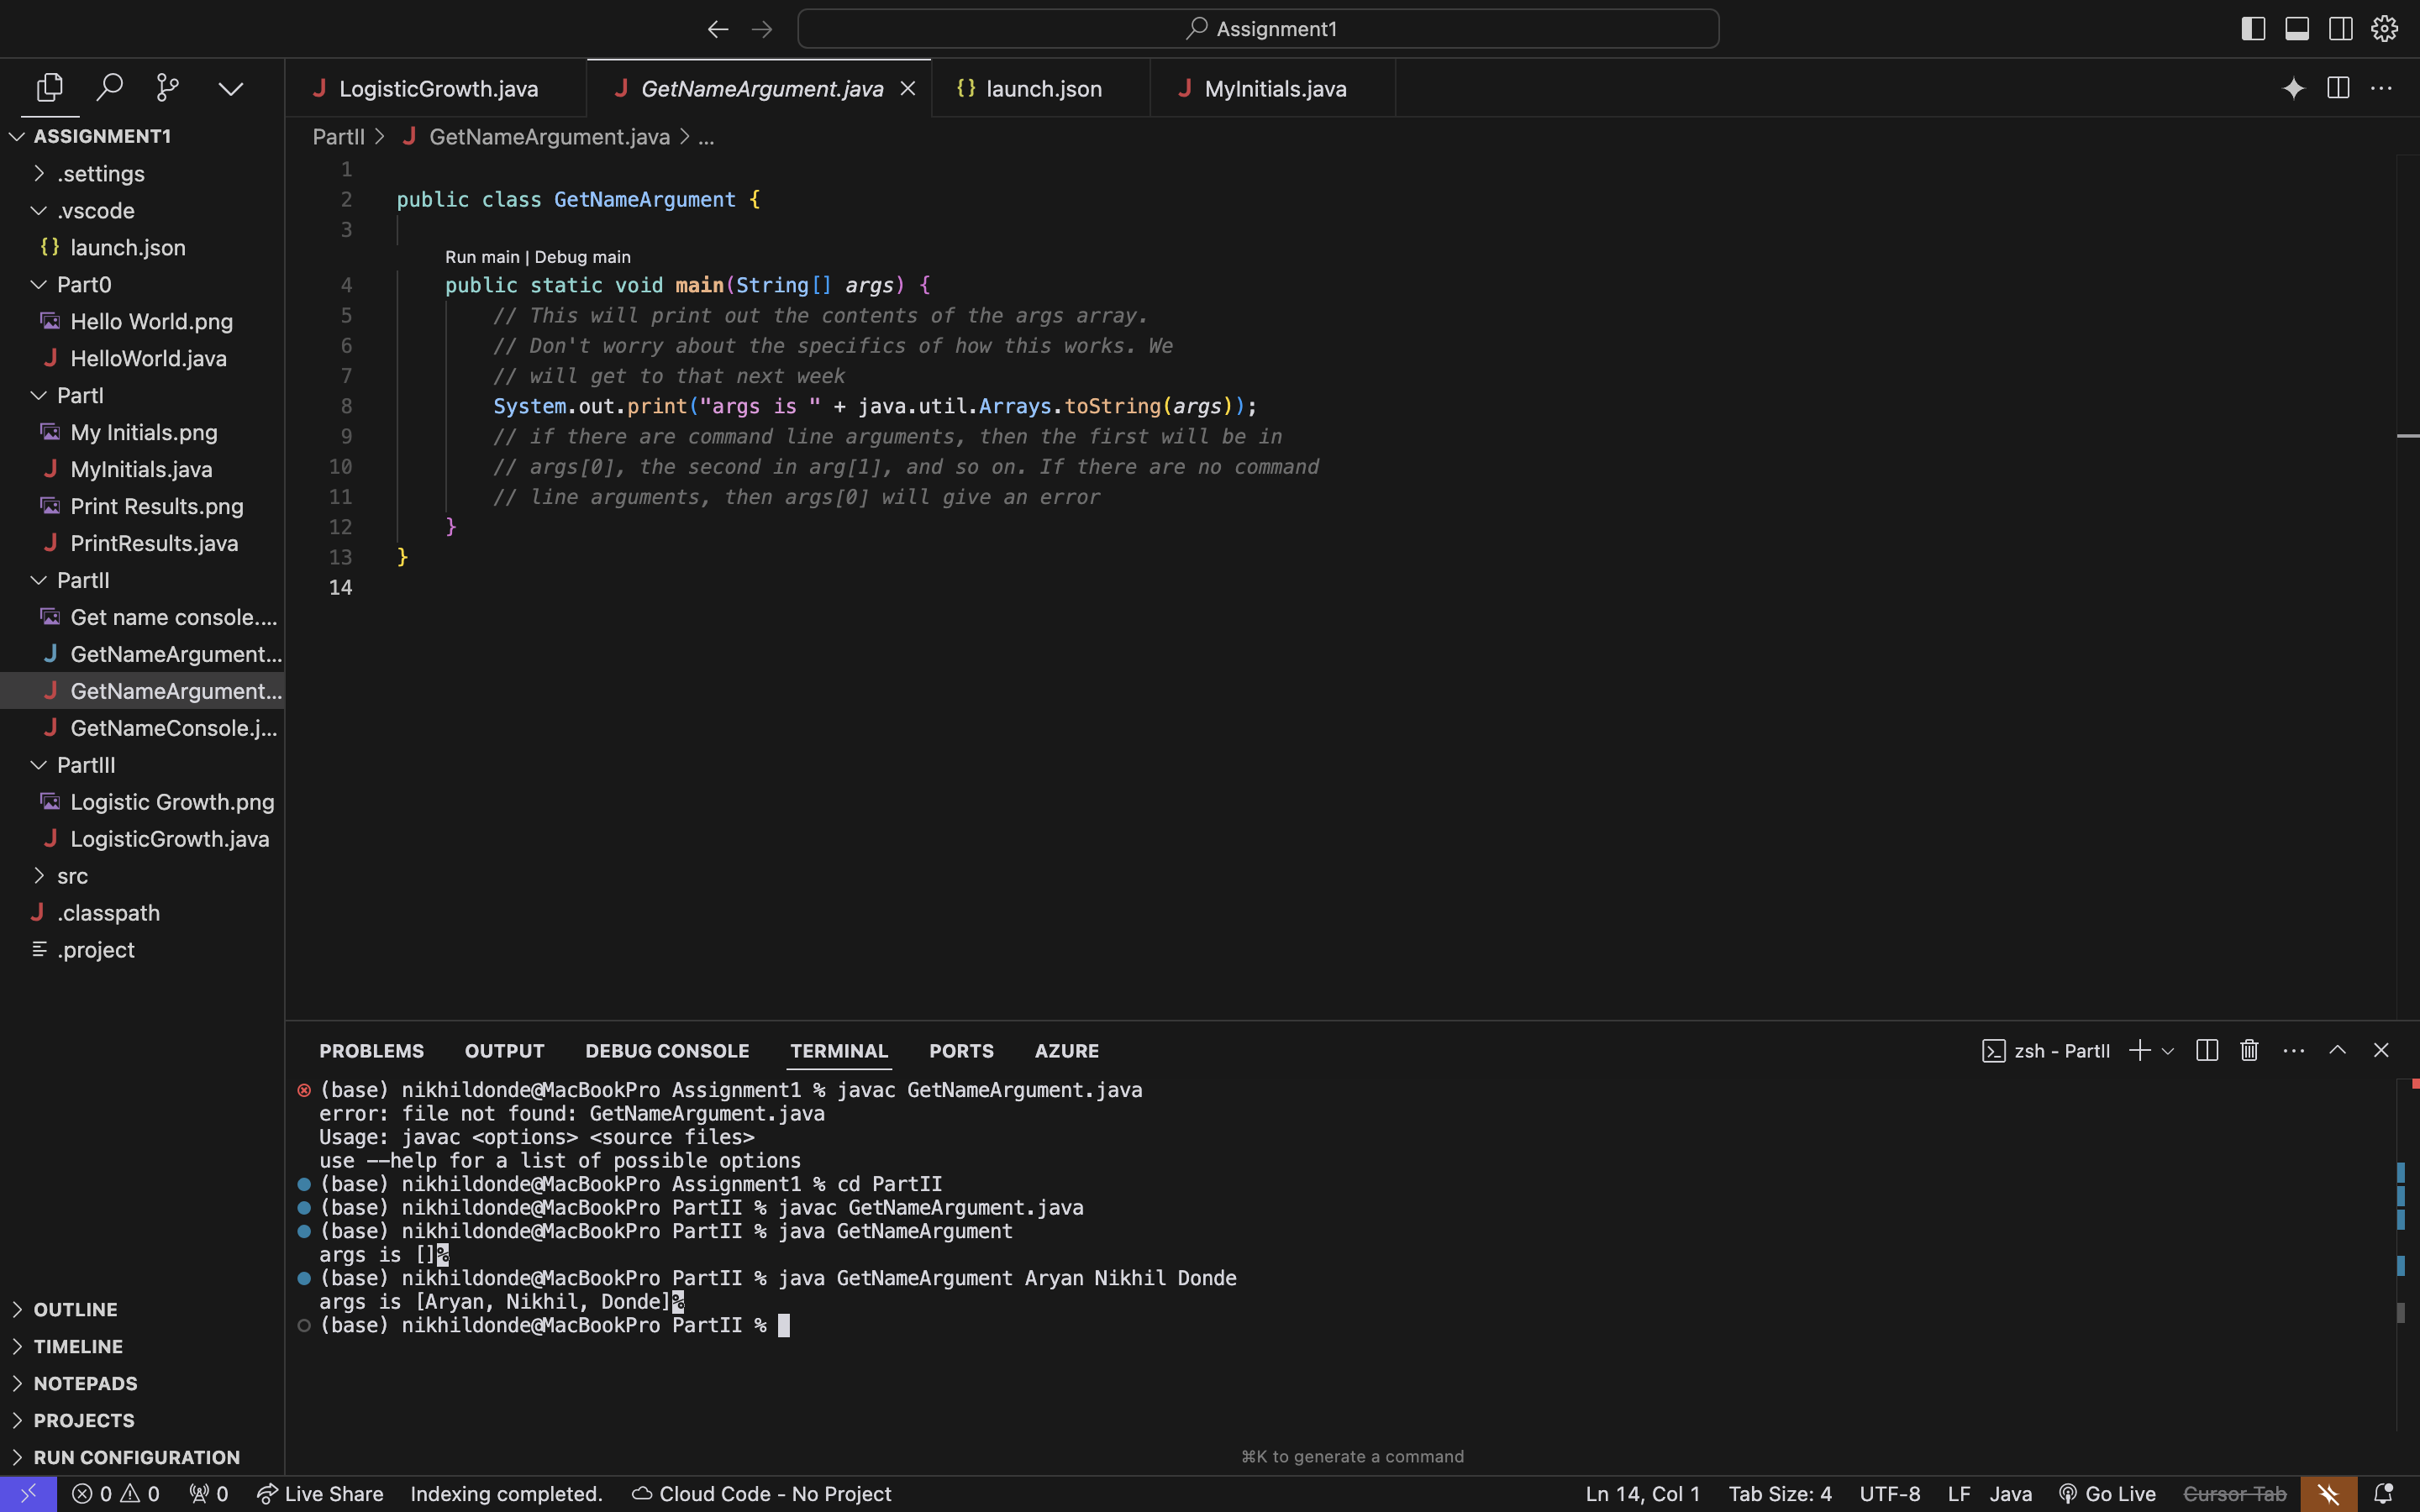 Assignment1
LogisticGrowth.java
GetNameArgument.java
{} launch.json
MyInitials.java
PartII > J GetNameArgument.java > ...
ASSIGNMENT1
.settings
.vscode
{} launch.json
Part0
Hello World.png
J HelloWorld.java
PartI
My Initials.png
J MyInitials.java
Print Results.png
J PrintResults.java
PartII
Get name console....
J GetNameArgument...
J GetNameArgument...
J GetNameConsole.j...
PartIII
Logistic Growth.png
J LogisticGrowth.java
src
J .classpath
.project
OUTLINE
TIMELINE
NOTEPADS
PROJECTS
RUN CONFIGURATION
1
2 public class GetNameArgument {
3
Run main | Debug main
4 public static void main(String[] args) {
5 // This will print out the contents of the args array.
6 // Don't worry about the specifics of how this works. We
7 // will get to that next week
8 System.out.print("args is " + java.util.Arrays.toString(args));
9 // if there are command line arguments, then the first will be in
10 // args[0], the second in arg[1], and so on. If there are no command
11 // line arguments, then args[0] will give an error
12 }
13 }
14
PROBLEMS OUTPUT DEBUG CONSOLE TERMINAL PORTS AZURE
zsh - PartII
(base) nikhildonde@MacBookPro Assignment1 % javac GetNameArgument.java
error: file not found: GetNameArgument.java
Usage: javac <options> <source files>
use --help for a list of possible options
(base) nikhildonde@MacBookPro Assignment1 % cd PartII
(base) nikhildonde@MacBookPro PartII % javac GetNameArgument.java
(base) nikhildonde@MacBookPro PartII % java GetNameArgument
args is []%
(base) nikhildonde@MacBookPro PartII % java GetNameArgument Aryan Nikhil Donde
args is [Aryan, Nikhil, Donde]%
(base) nikhildonde@MacBookPro PartII %
⌘K to generate a command
0 0 0 Live Share Indexing completed. Cloud Code - No Project Ln 14, Col 1 Tab Size: 4 UTF-8 LF Java Go Live Cursor Tab